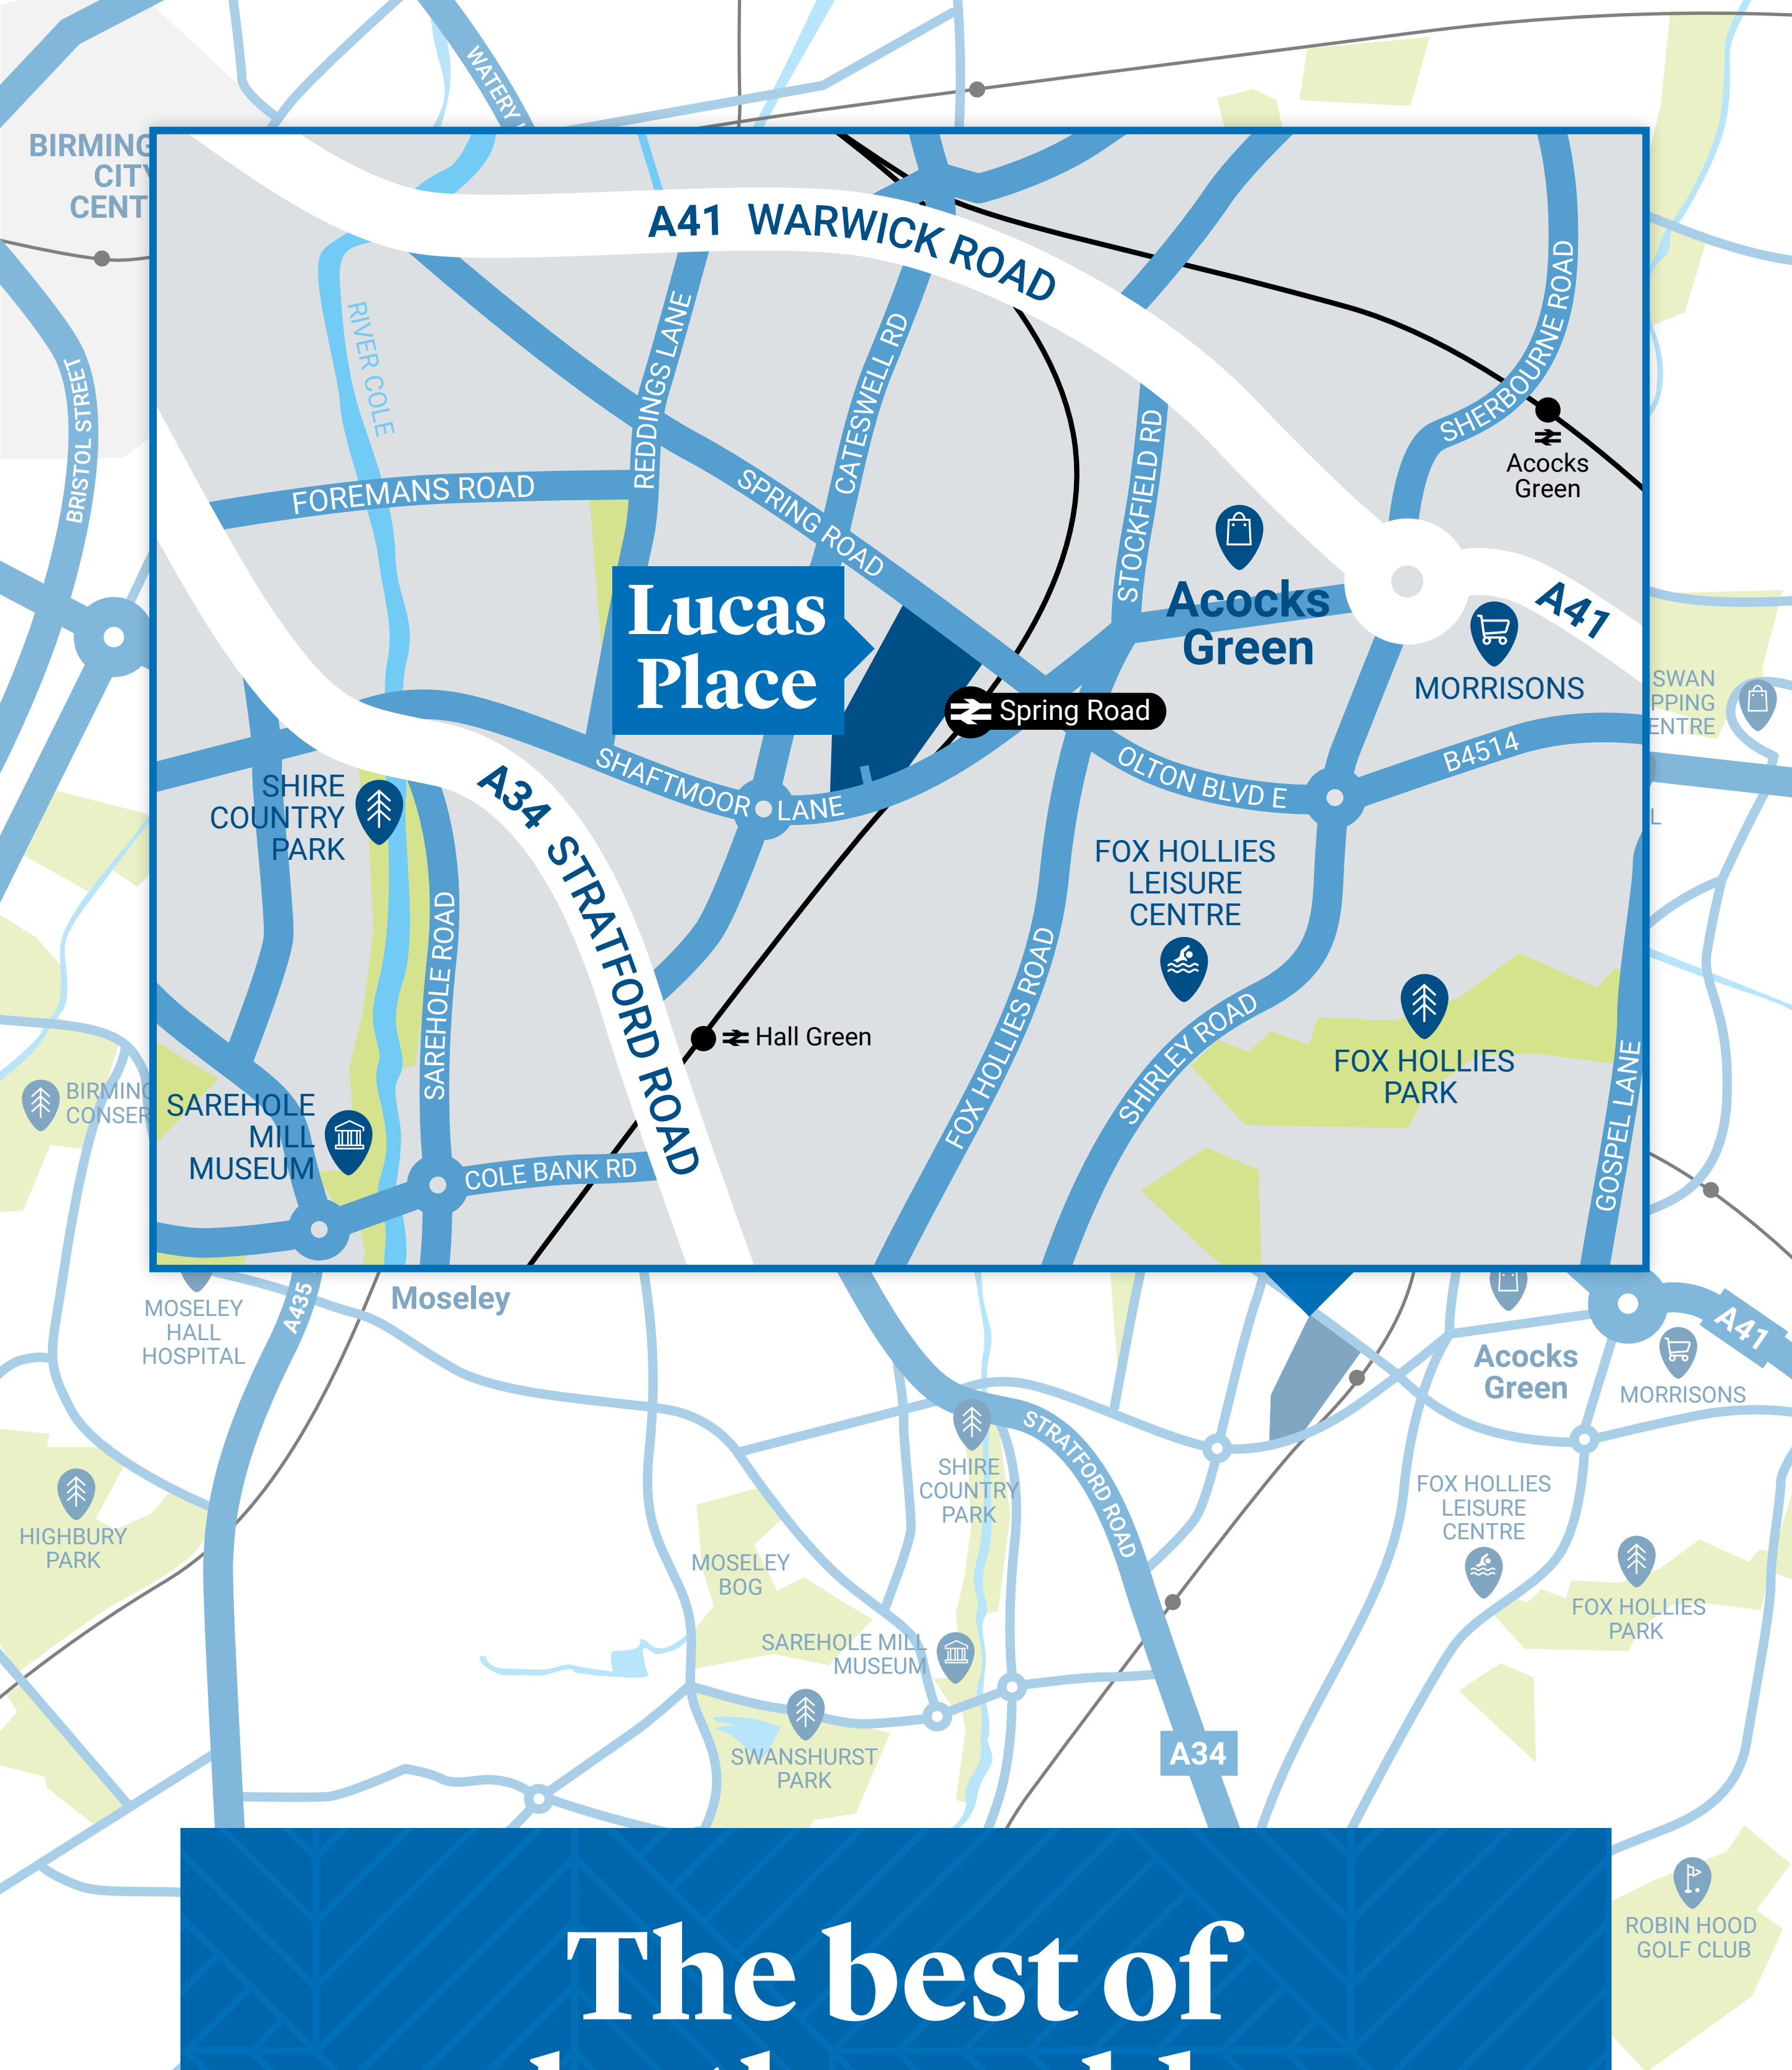 WATERY
BRISTOL STREET
A41 WARWICK ROAD
RIVER COLE
REDDINGS LANE
CATESWELL RD
SHERBOURNE ROAD
Acocks
Green
FOREMANS ROAD
SPRING ROAD
STOCKFIELD RD
Lucas
Place
Acocks
Green
A41
MORRISONS
Spring Road
SHAFTMOOR LANE
OLTON BLVD E
B4514
SHIRE
COUNTRY
PARK
A34 STRATFORD ROAD
SAREHOLE ROAD
FOX HOLLIES
LEISURE
CENTRE
Hall Green
FOX HOLLIES ROAD
SHIRLEY ROAD
FOX HOLLIES
PARK
GOSPEL LANE
SAREHOLE
MILL
MUSEUM
COLE BANK RD
SWAN
A435
Moseley
MOSELEY
HALL
HOSPITAL
A41
Acocks
Green
MORRISONS
STRATFORD ROAD
SHIRE
COUNTRY
PARK
FOX HOLLIES
LEISURE
CENTRE
HIGHBURY
PARK
MOSELEY
BOG
FOX HOLLIES
PARK
SAREHOLE MILL
MUSEUM
SWANSHURST
PARK
A34
ROBIN HOOD
GOLF CLUB
The best of